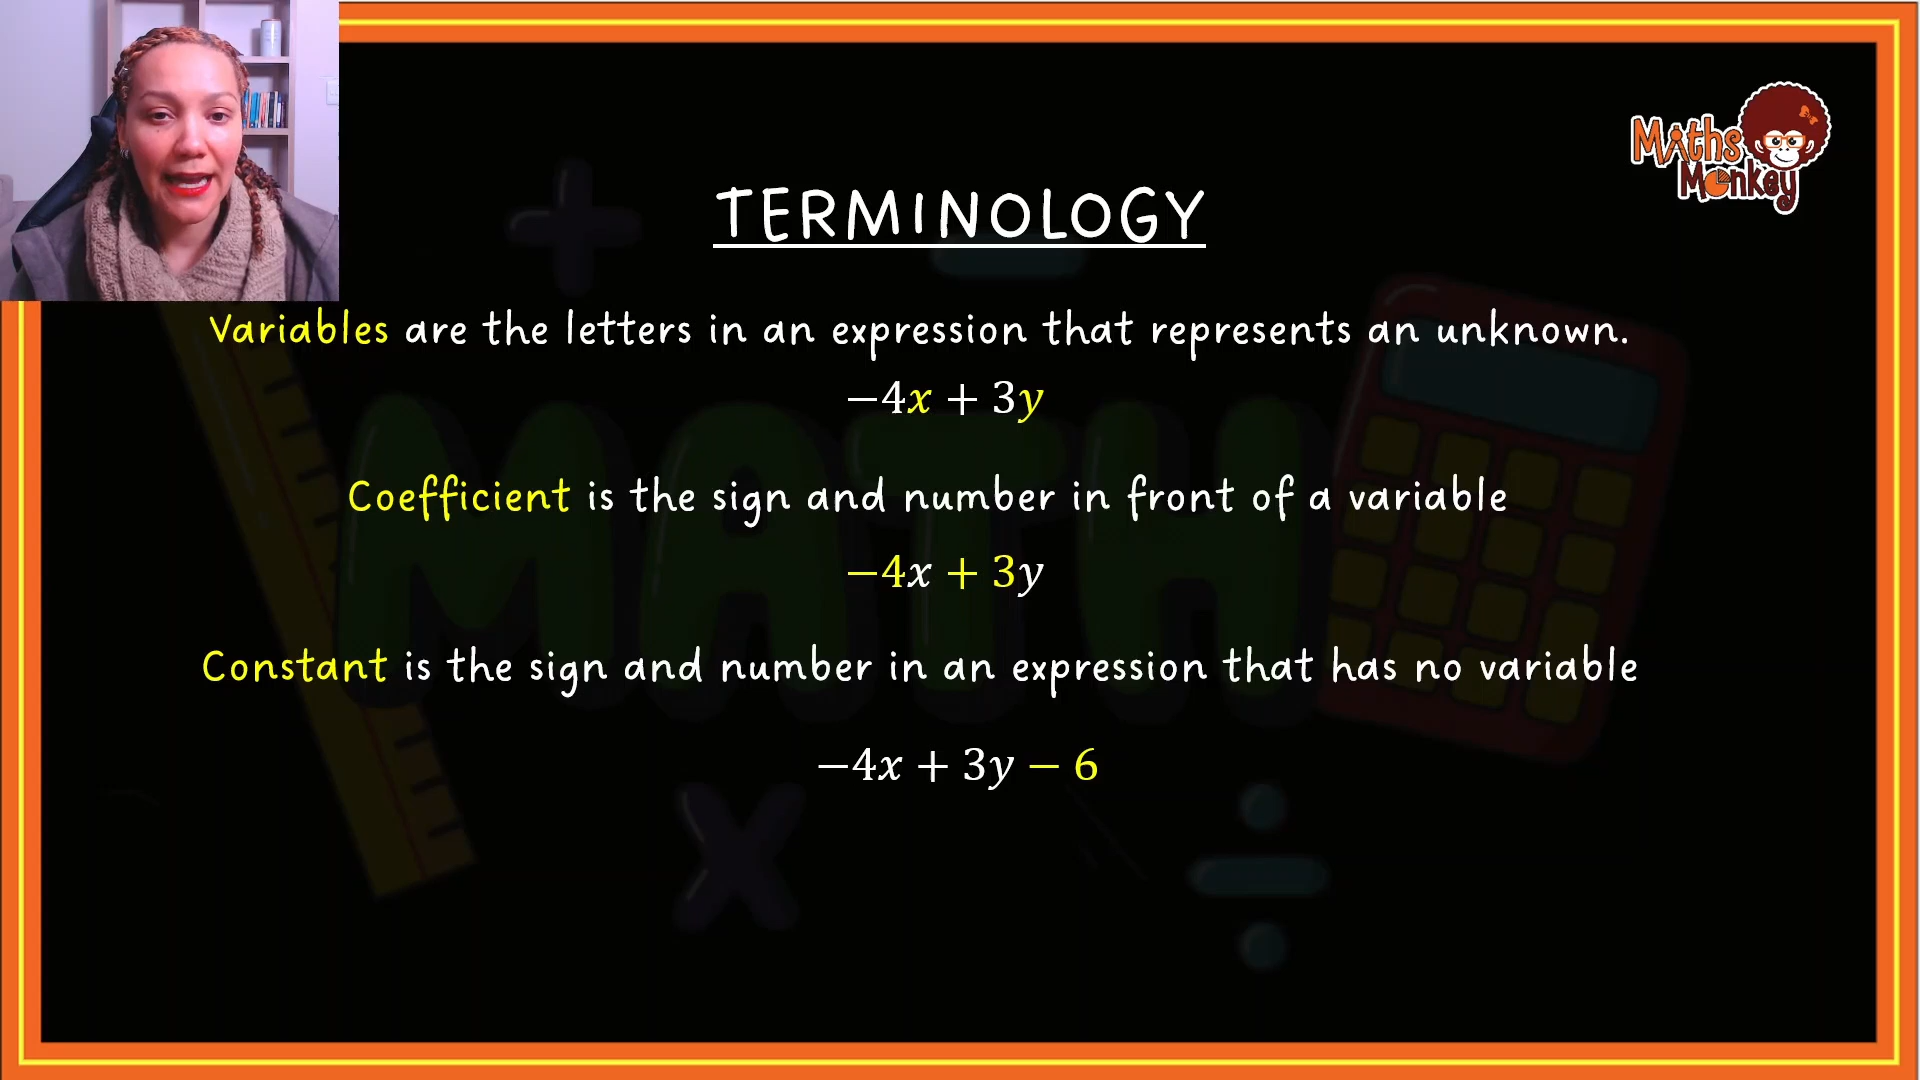 Maths
Monkey
TERMINOLOGY
Variables are the letters in an expression that represents an unknown.
−4x + 3y
Coefficient is the sign and number in front of a variable
−4x + 3y
Constant is the sign and number in an expression that has no variable
−4x + 3y − 6
MATH